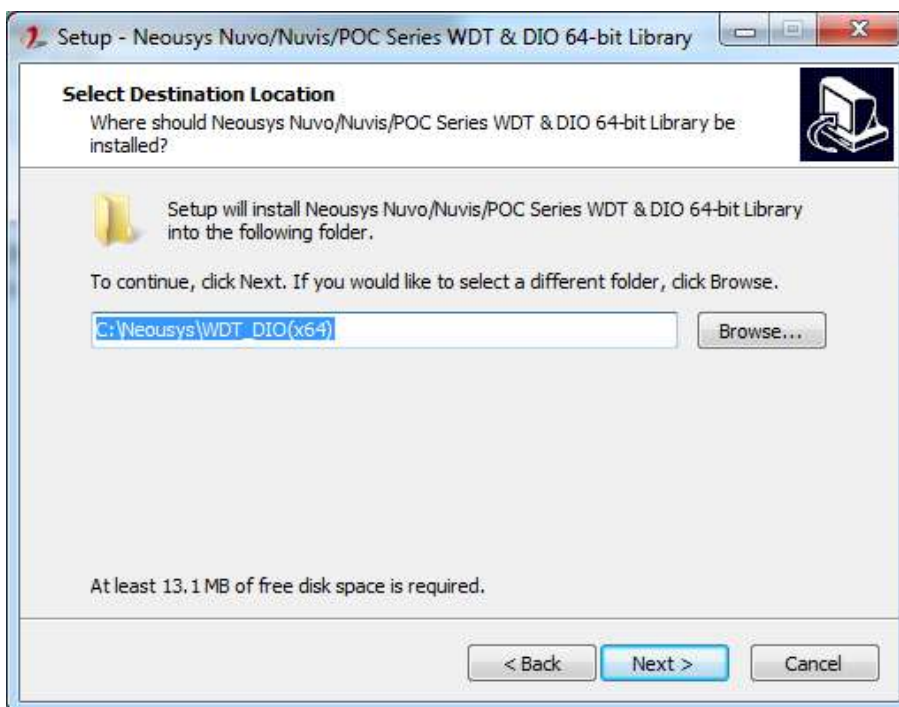 Setup - Neousys Nuvo/Nuvis/POC Series WDT & DIO 64-bit Library
Select Destination Location
Where should Neousys Nuvo/Nuvis/POC Series WDT & DIO 64-bit Library be
installed?
Setup will install Neousys Nuvo/Nuvis/POC Series WDT & DIO 64-bit Library
into the following folder.
To continue, click Next. If you would like to select a different folder, click Browse.
C:\Neousys\WDT_DIO(x64)
Browse...
At least 13.1 MB of free disk space is required.
< Back
Next >
Cancel